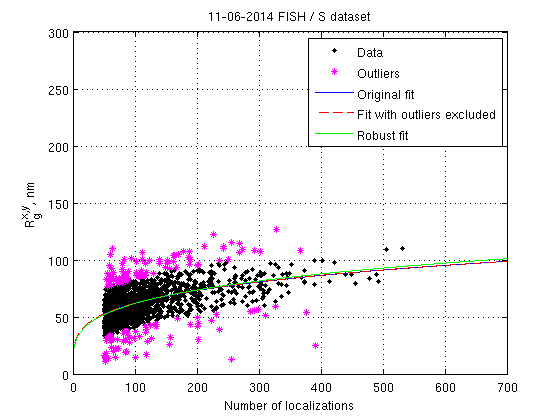 11-06-2014 FISH / S dataset
300
250
200
150
100
50
0
R_g^{x,y}, nm
Data
Outliers
Original fit
Fit with outliers excluded
Robust fit
0 100 200 300 400 500 600 700
Number of localizations